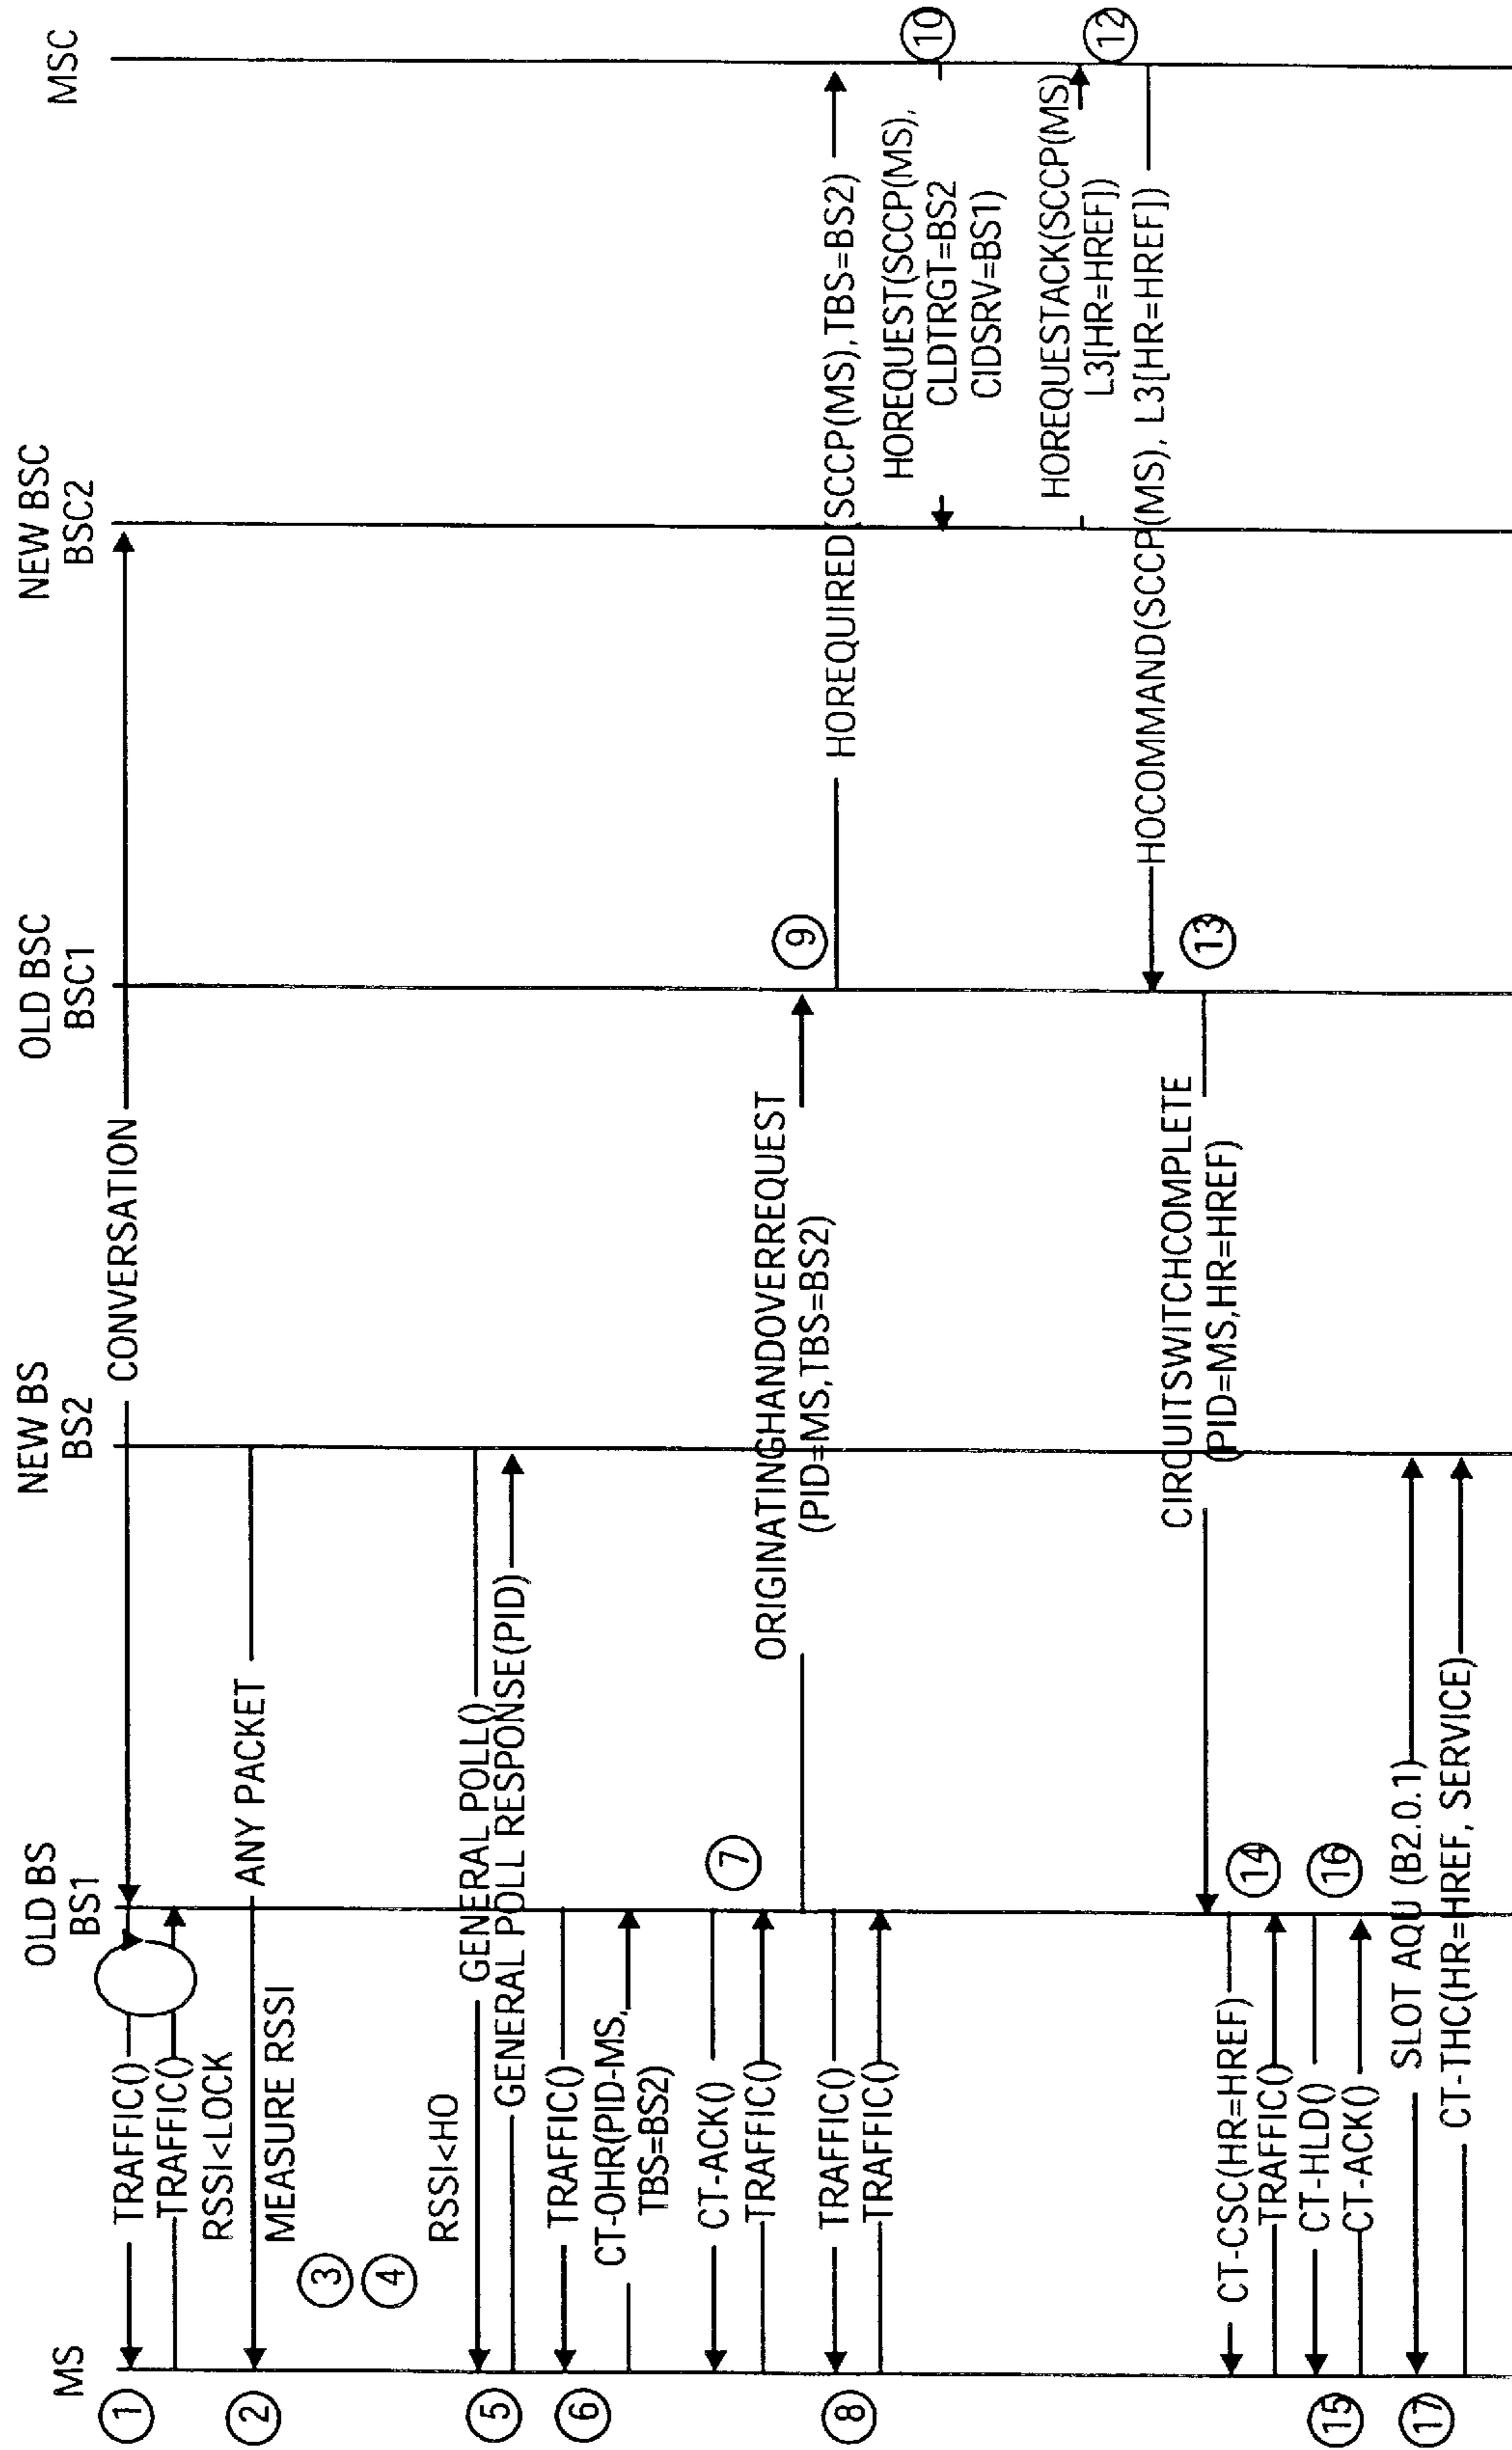 MS
OLD BS
BS1
NEW BS
BS2
OLD BSC
BSC1
NEW BSC
BSC2
MSC
1
TRAFFIC()
CONVERSATION
TRAFFIC()
RSSI<LOCK
2
ANY PACKET
MEASURE RSSI
3
4
RSSI<HO
5
GENERAL POLL()
GENERAL POLL RESPONSE(PID)
6
TRAFFIC()
CT-OHR(PID-MS,
TBS=BS2)
7
CT-ACK()
TRAFFIC()
ORIGINATINGHANDOVERREQUEST
(PID=MS,TBS=BS2)
9
8
TRAFFIC()
TRAFFIC()
HOREQUIRED(SCCP(MS),TBS=BS2)
10
HOREQUEST(SCCP(MS),
CLDTRGT=BS2
CIDSRV=BS1)
HOREQUESTACK(SCCP(MS)
L3[HR=HREF])
12
HOCOMMAND(SCCP(MS), L3[HR=HREF])
13
CIRCUITSWITCHCOMPLETE
(PID=MS,HR=HREF)
CT-CSC(HR=HREF)
14
TRAFFIC()
15
CT-HLD()
16
CT-ACK()
17
SLOT AQU (B2.0.1)
CT-THC(HR=HREF, SERVICE)